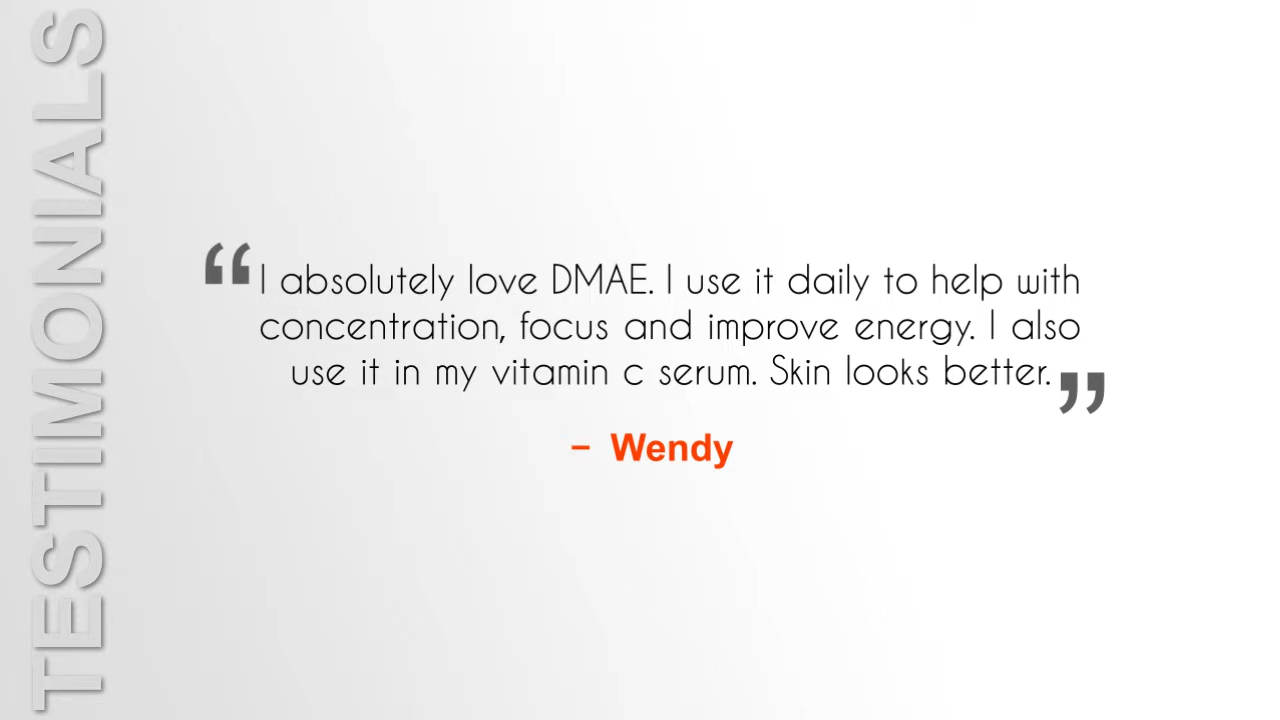 TESTIMONIALS
“I absolutely love DMAE. I use it daily to help with
concentration, focus and improve energy. I also
use it in my vitamin c serum. Skin looks better.”
– Wendy